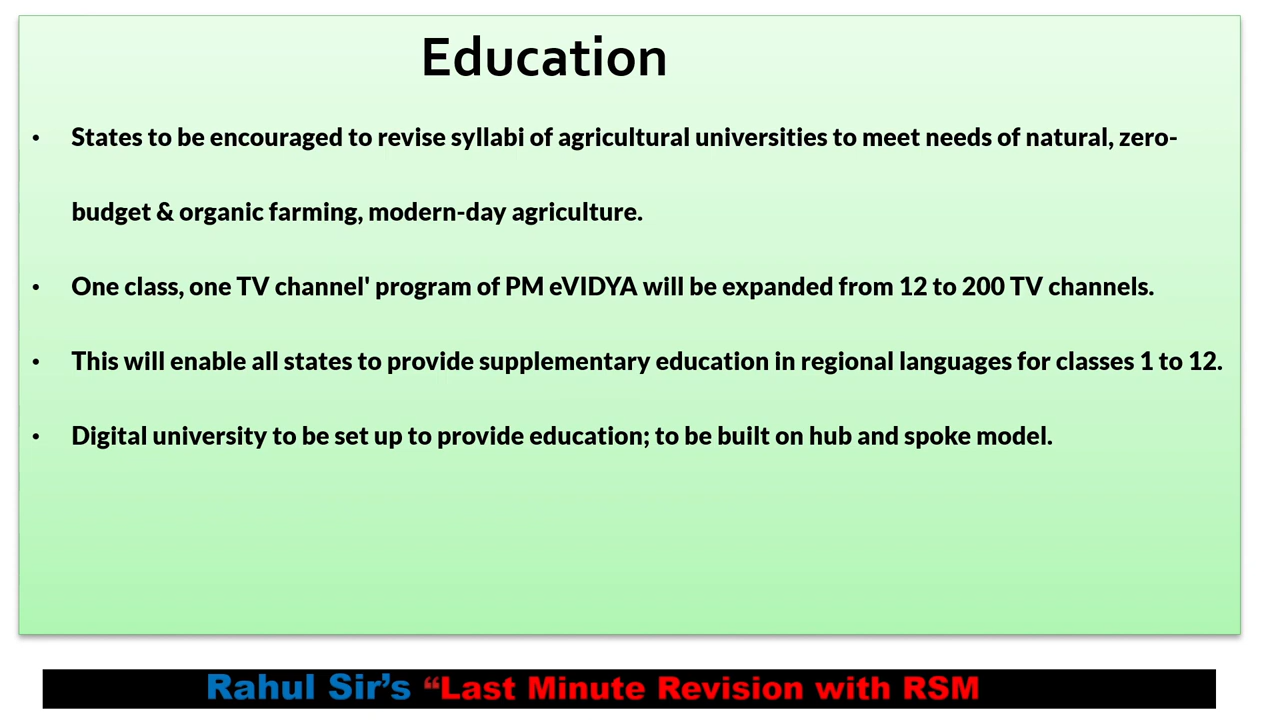 Education
• States to be encouraged to revise syllabi of agricultural universities to meet needs of natural, zero-
budget & organic farming, modern-day agriculture.
• One class, one TV channel' program of PM eVIDYA will be expanded from 12 to 200 TV channels.
• This will enable all states to provide supplementary education in regional languages for classes 1 to 12.
• Digital university to be set up to provide education; to be built on hub and spoke model.
Rahul Sir’s “Last Minute Revision with RSM